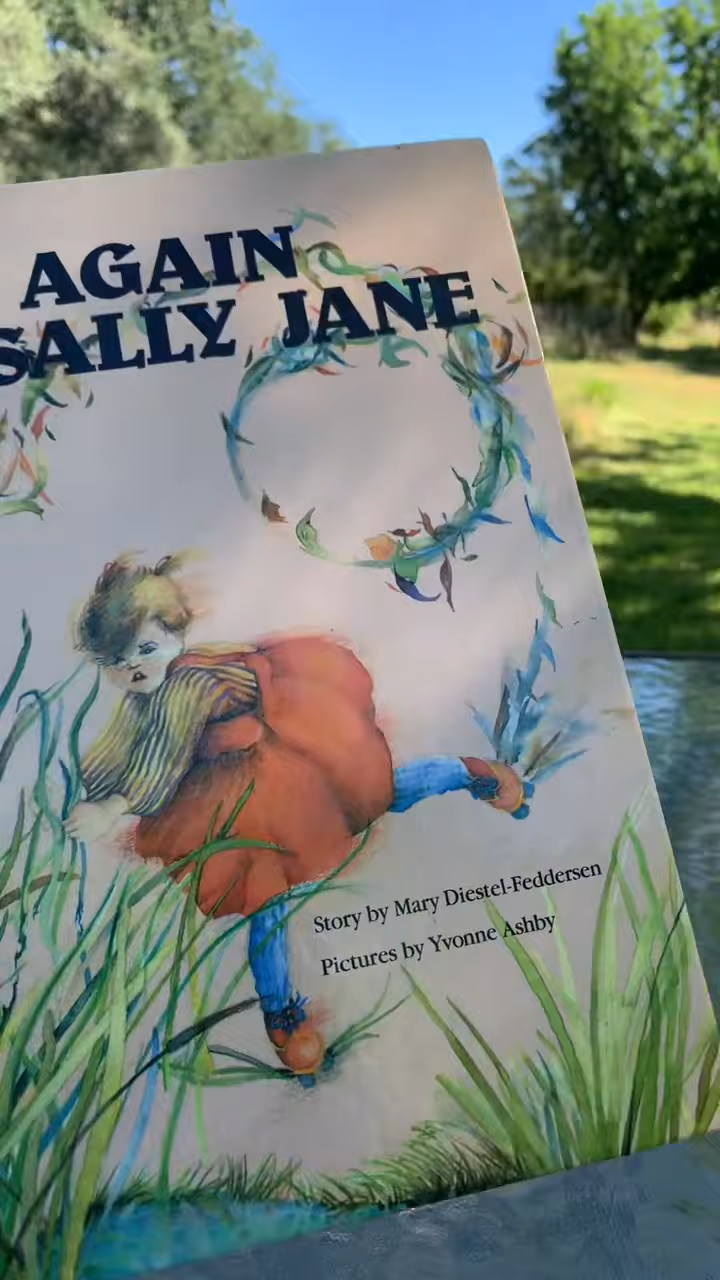 AGAIN
SALLY JANE
Story by Mary Diestel-Feddersen
Pictures by Yvonne Ashby